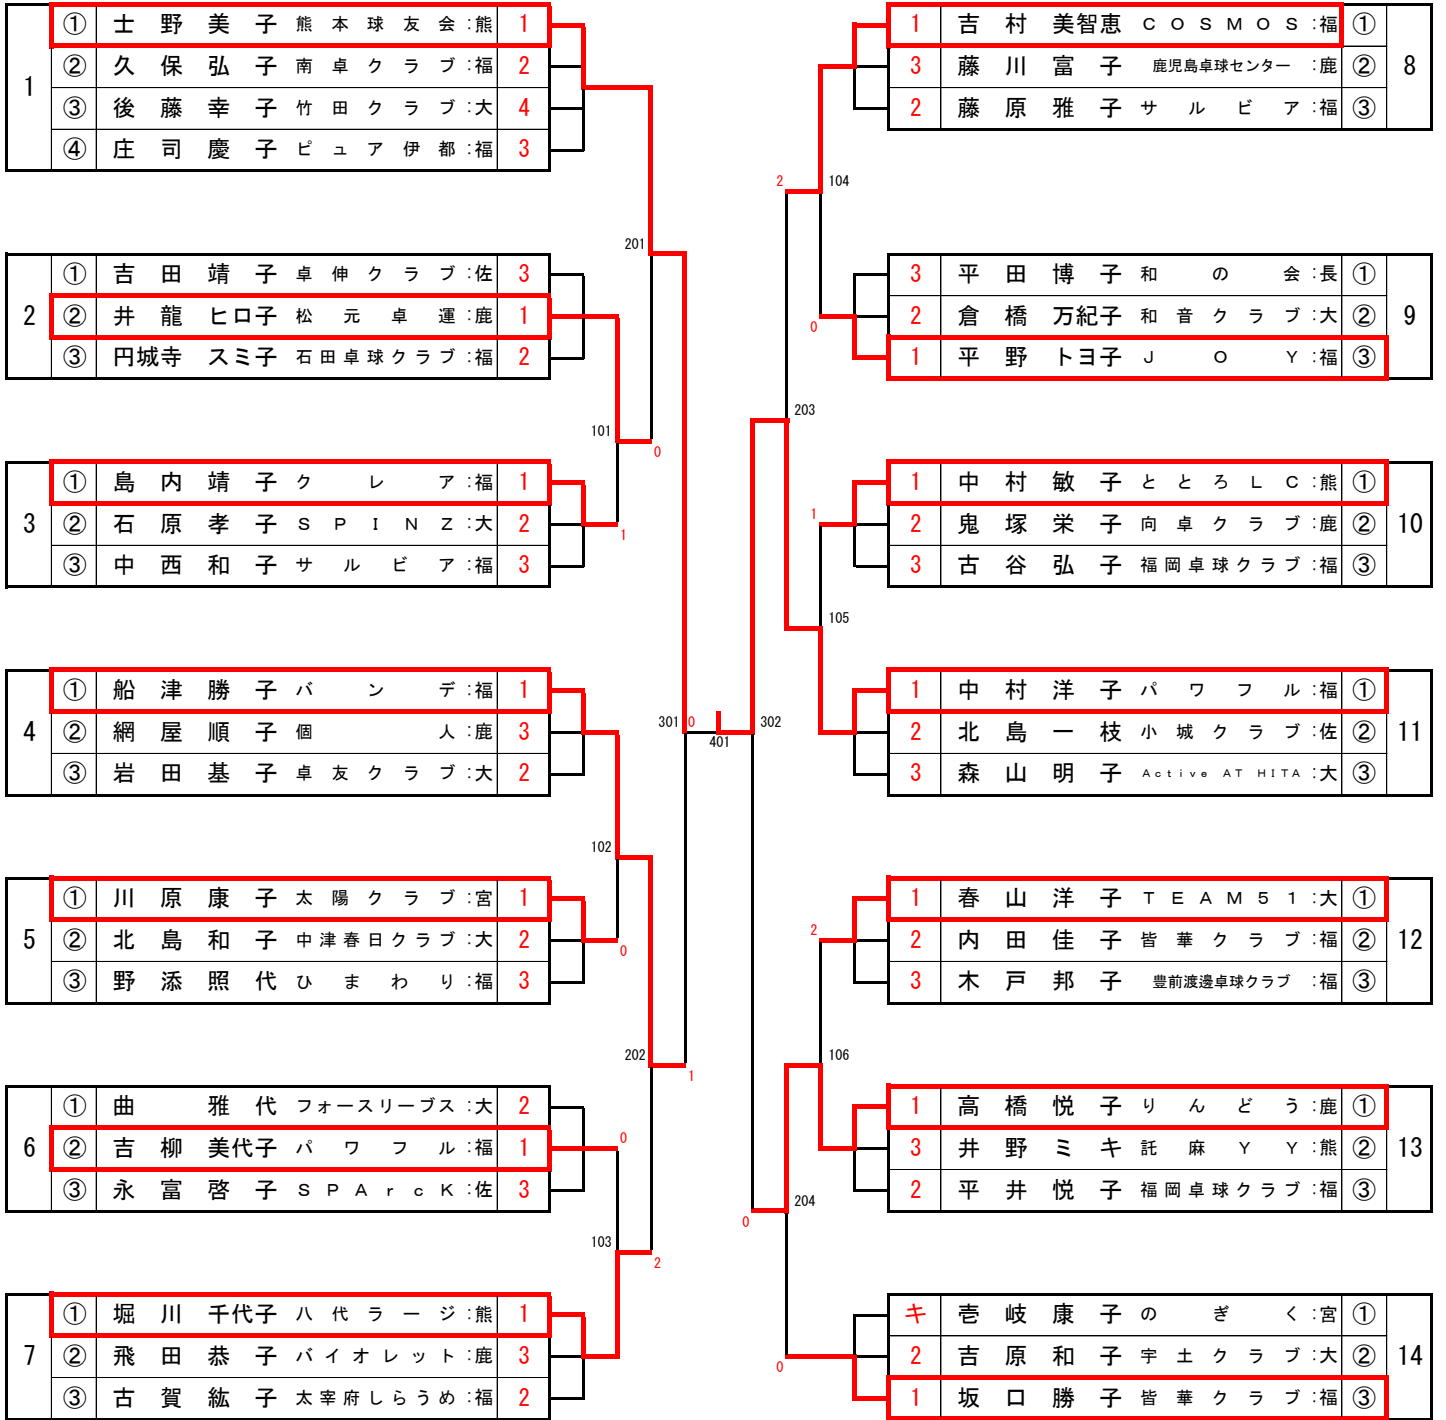 1
① 士野美子 熊本球友会:熊 1
② 久保弘子 南卓クラブ:福 2
③ 後藤幸子 竹田クラブ:大 4
④ 庄司慶子 ピュア伊都:福 3
2
① 吉田靖子 卓伸クラブ:佐 3
② 井龍ヒロ子 松元卓運:鹿 1
③ 円城寺スミ子 石田卓球クラブ:福 2
3
① 島内靖子 クレア:福 1
② 石原孝子 SPINZ:大 2
③ 中西和子 サルビア:福 3
4
① 船津勝子 バンデ:福 1
② 網屋順子 個人:鹿 3
③ 岩田基子 卓友クラブ:大 2
5
① 川原康子 太陽クラブ:宮 1
② 北島和子 中津春日クラブ:大 2
③ 野添照代 ひまわり:福 3
6
① 曲雅代 フォースリーブス:大 2
② 吉柳美代子 パワフル:福 1
③ 永富啓子 SPArcK:佐 3
7
① 堀川千代子 八代ラージ:熊 1
② 飛田恭子 バイオレット:鹿 3
③ 古賀紘子 太宰府しらうめ:福 2
201
101
0
1
102
0
202
1
0
103
2
301
0
401
302
2
104
0
203
1
105
2
106
204
0
0
1 吉村美智恵 COSMOS:福 ①
3 藤川富子 鹿児島卓球センター:鹿 ②
2 藤原雅子 サルビア:福 ③
8
3 平田博子 和の会:長 ①
2 倉橋万紀子 和音クラブ:大 ②
1 平野トヨ子 JOY:福 ③
9
1 中村敏子 ととろLC:熊 ①
2 鬼塚栄子 向卓クラブ:鹿 ②
3 古谷弘子 福岡卓球クラブ:福 ③
10
1 中村洋子 パワフル:福 ①
2 北島一枝 小城クラブ:佐 ②
3 森山明子 Active AT HITA:大 ③
11
1 春山洋子 TEAM51:大 ①
2 内田佳子 皆華クラブ:福 ②
3 木戸邦子 豊前渡邊卓球クラブ:福 ③
12
1 高橋悦子 りんどう:鹿 ①
3 井野ミキ 託麻YY:熊 ②
2 平井悦子 福岡卓球クラブ:福 ③
13
キ 壱岐康子 のぎく:宮 ①
2 吉原和子 宇土クラブ:大 ②
1 坂口勝子 皆華クラブ:福 ③
14